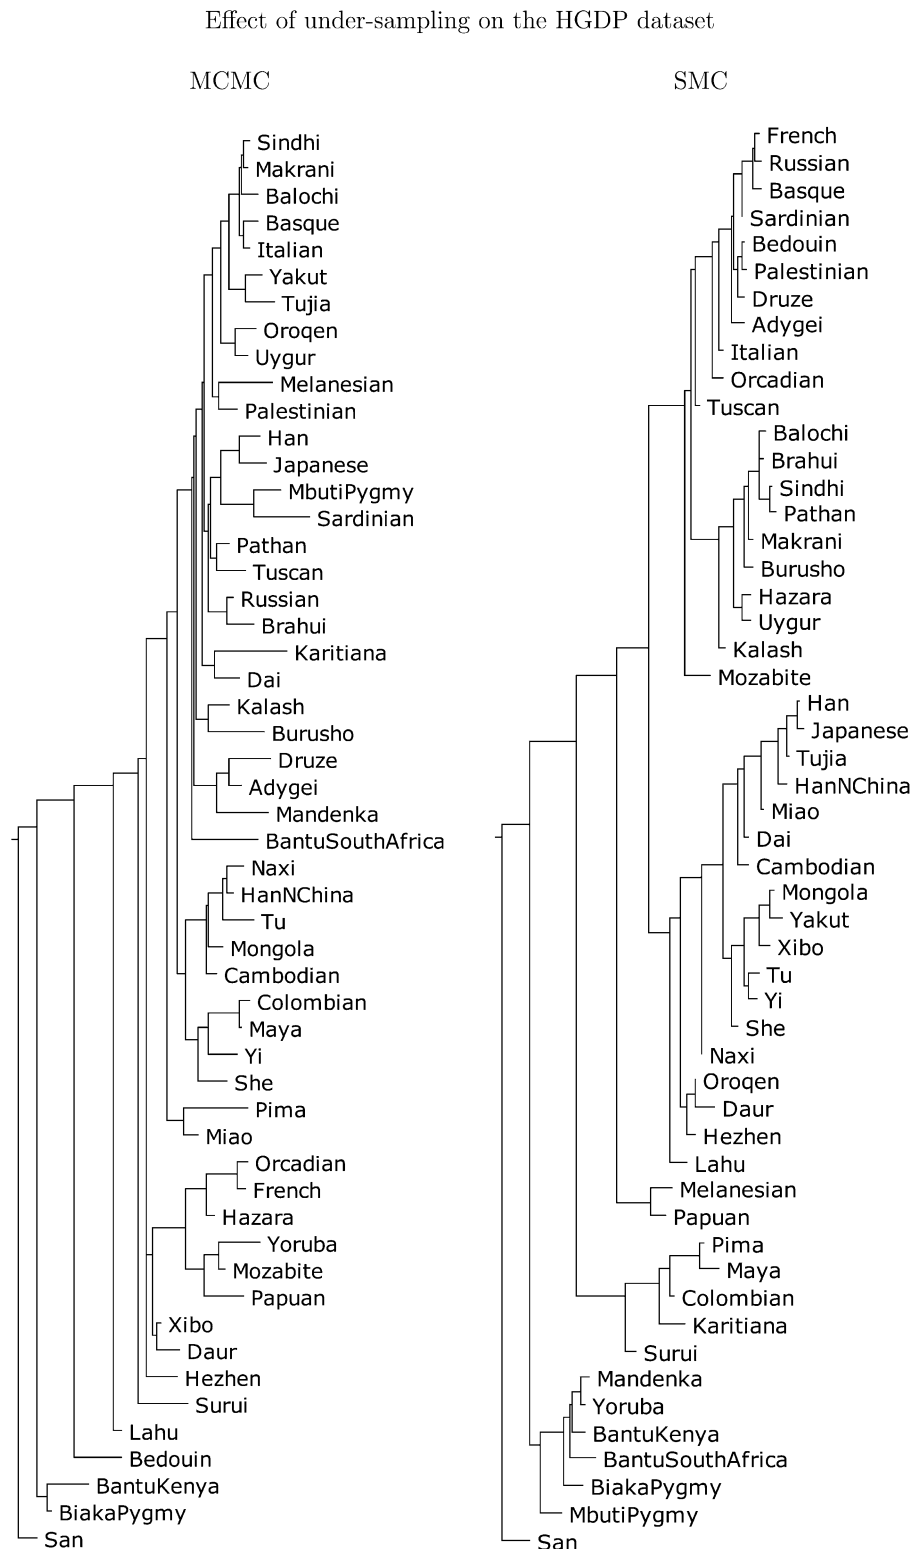 Effect of under-sampling on the HGDP dataset
MCMC
Sindhi
Makrani
Balochi
Basque
Italian
Yakut
Tujia
Oroqen
Uygur
Melanesian
Palestinian
Han
Japanese
MbutiPygmy
Sardinian
Pathan
Tuscan
Russian
Brahui
Karitiana
Dai
Kalash
Burusho
Druze
Adygei
Mandenka
BantuSouthAfrica
Naxi
HanNChina
Tu
Mongola
Cambodian
Colombian
Maya
Yi
She
Pima
Miao
Orcadian
French
Hazara
Yoruba
Mozabite
Papuan
Xibo
Daur
Hezhen
Surui
Lahu
Bedouin
BantuKenya
BiakaPygmy
San
SMC
French
Russian
Basque
Sardinian
Bedouin
Palestinian
Druze
Adygei
Italian
Orcadian
Tuscan
Balochi
Brahui
Sindhi
Pathan
Makrani
Burusho
Hazara
Uygur
Kalash
Mozabite
Han
Japanese
Tujia
HanNChina
Miao
Dai
Cambodian
Mongola
Yakut
Xibo
Tu
Yi
She
Naxi
Oroqen
Daur
Hezhen
Lahu
Melanesian
Papuan
Pima
Maya
Colombian
Karitiana
Surui
Mandenka
Yoruba
BantuKenya
BantuSouthAfrica
BiakaPygmy
MbutiPygmy
San